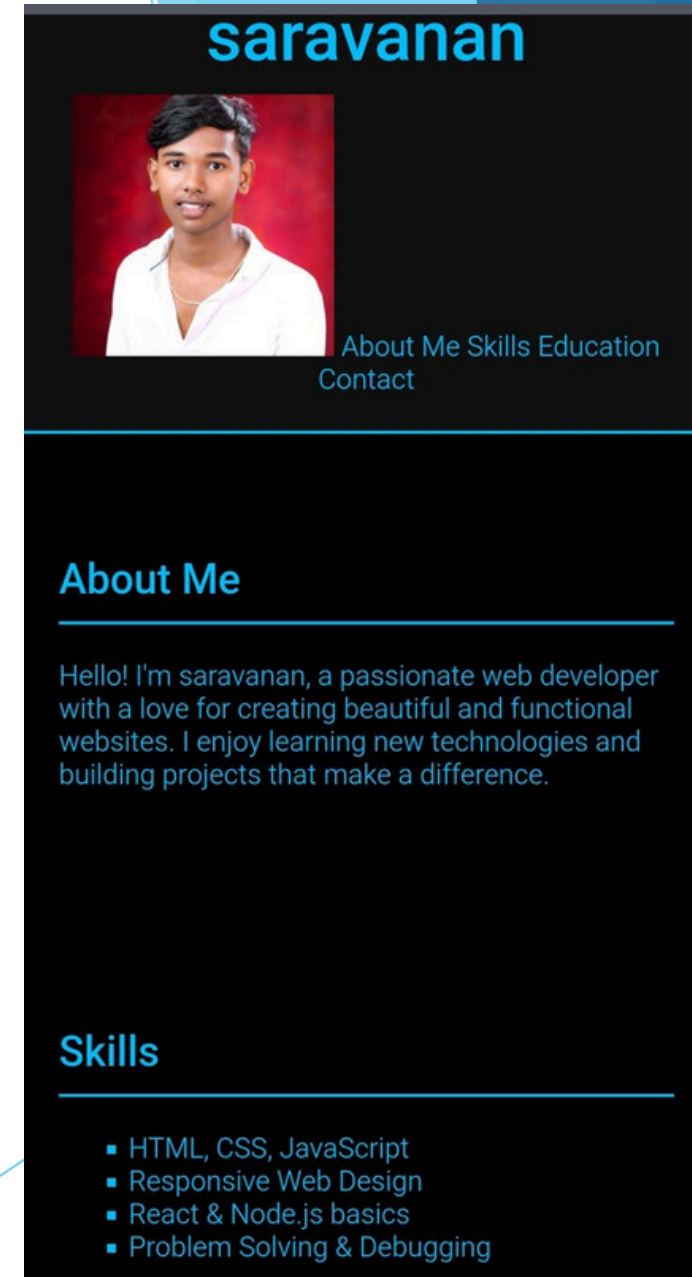 saravanan
About Me Skills Education
Contact
About Me
Hello! I'm saravanan, a passionate web developer
with a love for creating beautiful and functional
websites. I enjoy learning new technologies and
building projects that make a difference.
Skills
▪ HTML, CSS, JavaScript
▪ Responsive Web Design
▪ React & Node.js basics
▪ Problem Solving & Debugging